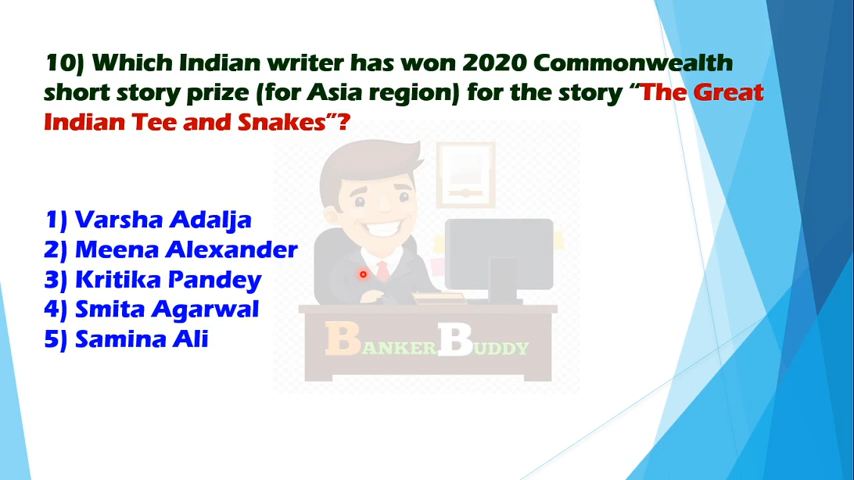 10) Which Indian writer has won 2020 Commonwealth
short story prize (for Asia region) for the story “The Great
Indian Tee and Snakes”?
1) Varsha Adalja
2) Meena Alexander
3) Kritika Pandey
4) Smita Agarwal
5) Samina Ali
BANKER BUDDY